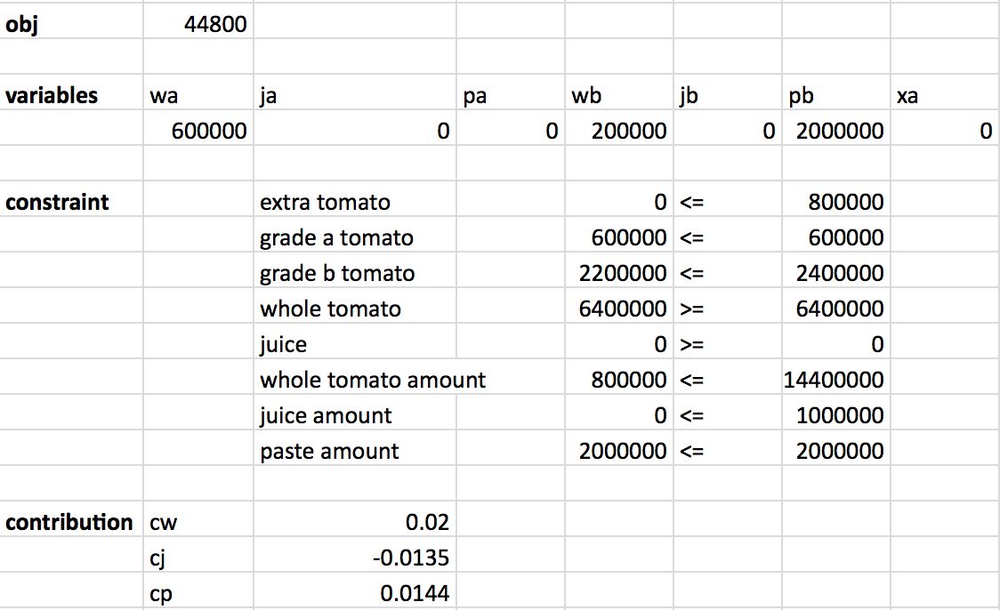 obj 44800
variables wa ja pa wb jb pb xa
600000 0 0 200000 0 2000000 0
constraint extra tomato 0 <= 800000
grade a tomato 600000 <= 600000
grade b tomato 2200000 <= 2400000
whole tomato 6400000 >= 6400000
juice 0 >= 0
whole tomato amount 800000 <= 14400000
juice amount 0 <= 1000000
paste amount 2000000 <= 2000000
contribution cw 0.02
cj -0.0135
cp 0.0144